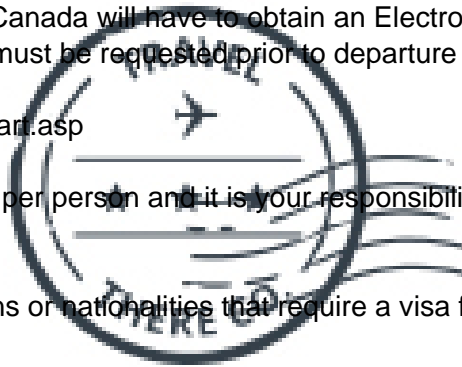 Canada will have to obtain an Electro
must be requested prior to departure
TRAVEL
art.asp
per person and it is your responsibili
ns or nationalities that require a visa f
THERE CO.